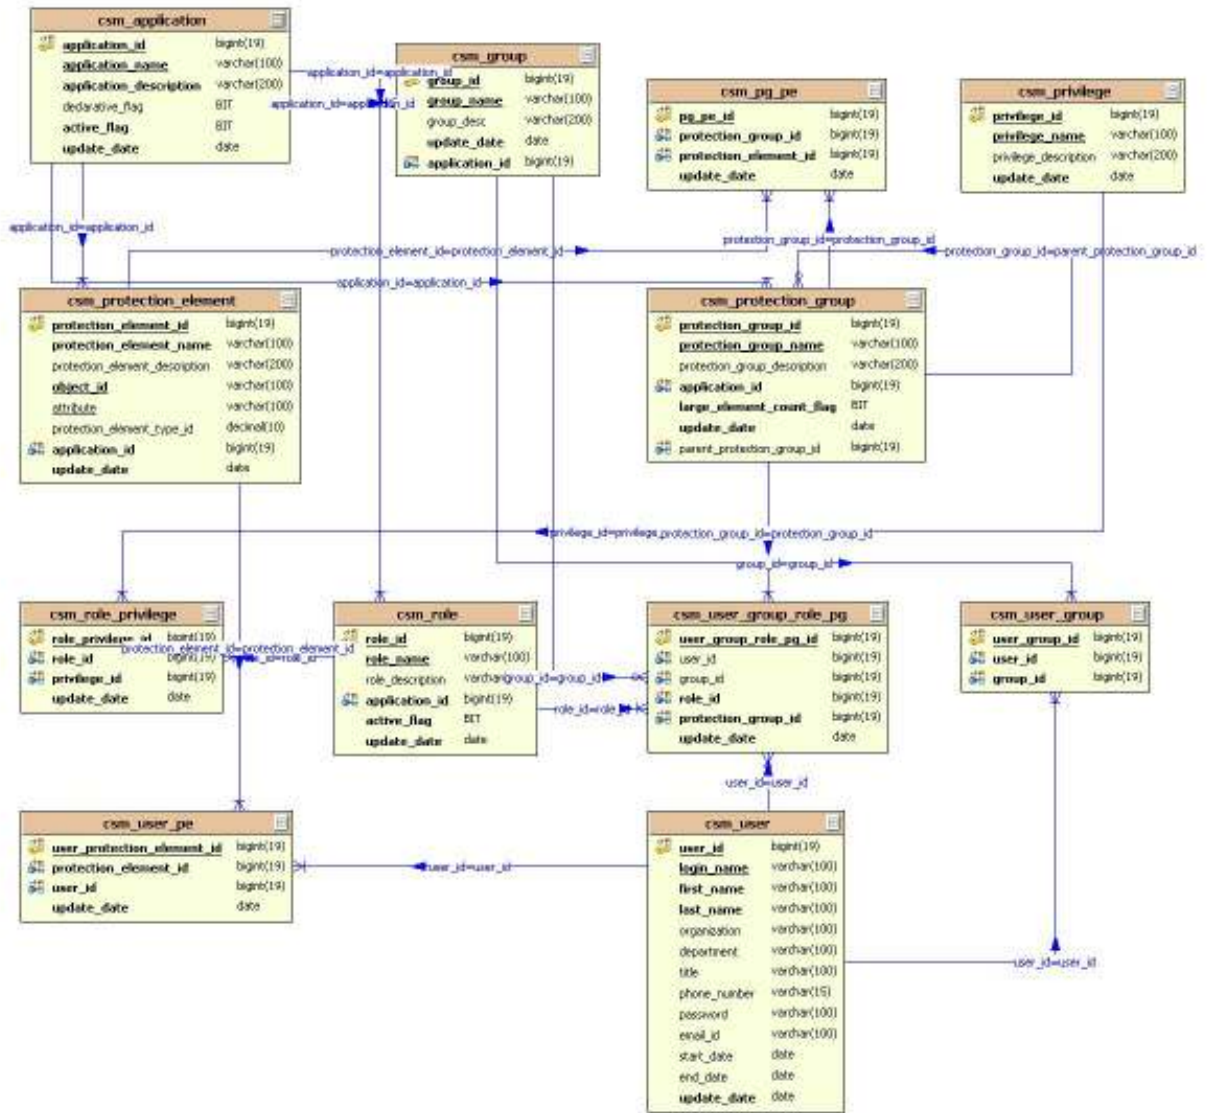 csm_application
application_id bigint(19)
application_name varchar(100)
application_description varchar(200)
declarative_flag BIT
active_flag BIT
update_date date
csm_group
group_id bigint(19)
group_name varchar(100)
group_desc varchar(200)
update_date date
application_id bigint(19)
application_id=application_id
application_id=application_id
csm_pg_pe
pg_pe_id bigint(19)
protection_group_id bigint(19)
protection_element_id bigint(19)
update_date date
csm_privilege
privilege_id bigint(19)
privilege_name varchar(100)
privilege_description varchar(200)
update_date date
application_id=application_id
protection_element_id=protection_element_id
protection_group_id=protection_group_id
protection_group_id=parent_protection_group_id
application_id=application_id
csm_protection_element
protection_element_id bigint(19)
protection_element_name varchar(100)
protection_element_description varchar(200)
object_id varchar(100)
attribute varchar(100)
protection_element_type_id decimal(10)
application_id bigint(19)
update_date date
csm_protection_group
protection_group_id bigint(19)
protection_group_name varchar(100)
protection_group_description varchar(200)
application_id bigint(19)
large_element_count_flag BIT
update_date date
parent_protection_group_id bigint(19)
privilege_id=privilege_
protection_group_id=protection_group_id
group_id=group_id
csm_role_privilege
role_privilege_id bigint(19)
role_id bigint(19)
privilege_id bigint(19)
update_date date
protection_element_id=protection_element_id
=role_id
csm_role
role_id bigint(19)
role_name varchar(100)
role_description varchar
application_id bigint(19)
active_flag BIT
update_date date
group_id=group_id
role_id=role_
csm_user_group_role_pg
user_group_role_pg_id bigint(19)
user_id bigint(19)
group_id bigint(19)
role_id bigint(19)
protection_group_id bigint(19)
update_date date
csm_user_group
user_group_id bigint(19)
user_id bigint(19)
group_id bigint(19)
user_id=user_id
csm_user_pe
user_protection_element_id bigint(19)
protection_element_id bigint(19)
user_id bigint(19)
update_date date
user_id=user_id
csm_user
user_id bigint(19)
login_name varchar(100)
first_name varchar(100)
last_name varchar(100)
organization varchar(100)
department varchar(100)
title varchar(100)
phone_number varchar(15)
password varchar(100)
email_id varchar(100)
start_date date
end_date date
update_date date
user_id=user_id